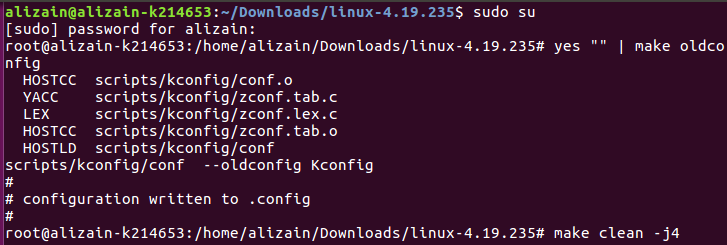 alizain@alizain-k214653:~/Downloads/linux-4.19.235$ sudo su
[sudo] password for alizain:
root@alizain-k214653:/home/alizain/Downloads/linux-4.19.235# yes "" | make oldco
nfig
  HOSTCC  scripts/kconfig/conf.o
  YACC    scripts/kconfig/zconf.tab.c
  LEX     scripts/kconfig/zconf.lex.c
  HOSTCC  scripts/kconfig/zconf.tab.o
  HOSTLD  scripts/kconfig/conf
scripts/kconfig/conf  --oldconfig Kconfig
#
# configuration written to .config
#
root@alizain-k214653:/home/alizain/Downloads/linux-4.19.235# make clean -j4